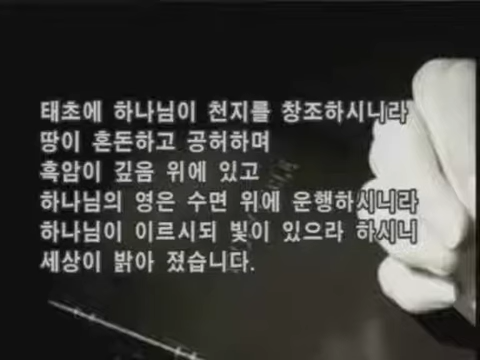 태초에 하나님이 천지를 창조하시니라
땅이 혼돈하고 공허하며
흑암이 깊음 위에 있고
하나님의 영은 수면 위에 운행하시니라
하나님이 이르시되 빛이 있으라 하시니
세상이 밝아 졌습니다.